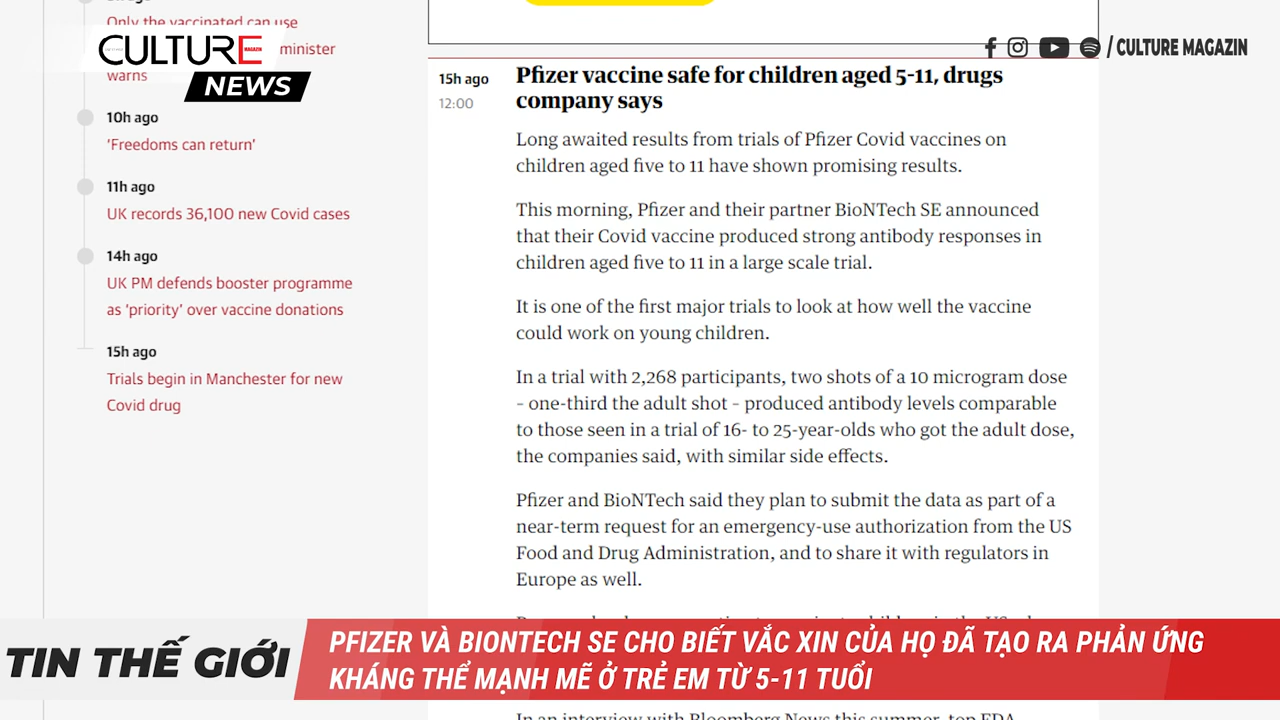 Only the vaccinated can use
minister
warns
CULTURE
MAGAZIN
NEWS
10h ago
‘Freedoms can return’
11h ago
UK records 36,100 new Covid cases
14h ago
UK PM defends booster programme
as ‘priority’ over vaccine donations
15h ago
Trials begin in Manchester for new
Covid drug
/ CULTURE MAGAZIN
15h ago
12:00
Pfizer vaccine safe for children aged 5-11, drugs
company says
Long awaited results from trials of Pfizer Covid vaccines on
children aged five to 11 have shown promising results.
This morning, Pfizer and their partner BioNTech SE announced
that their Covid vaccine produced strong antibody responses in
children aged five to 11 in a large scale trial.
It is one of the first major trials to look at how well the vaccine
could work on young children.
In a trial with 2,268 participants, two shots of a 10 microgram dose
– one-third the adult shot – produced antibody levels comparable
to those seen in a trial of 16- to 25-year-olds who got the adult dose,
the companies said, with similar side effects.
Pfizer and BioNTech said they plan to submit the data as part of a
near-term request for an emergency-use authorization from the US
Food and Drug Administration, and to share it with regulators in
Europe as well.
TIN THẾ GIỚI
PFIZER VÀ BIONTECH SE CHO BIẾT VẮC XIN CỦA HỌ ĐÃ TẠO RA PHẢN ỨNG
KHÁNG THỂ MẠNH MẼ Ở TRẺ EM TỪ 5-11 TUỔI
In an interview with Bloomberg News this summer, top FDA